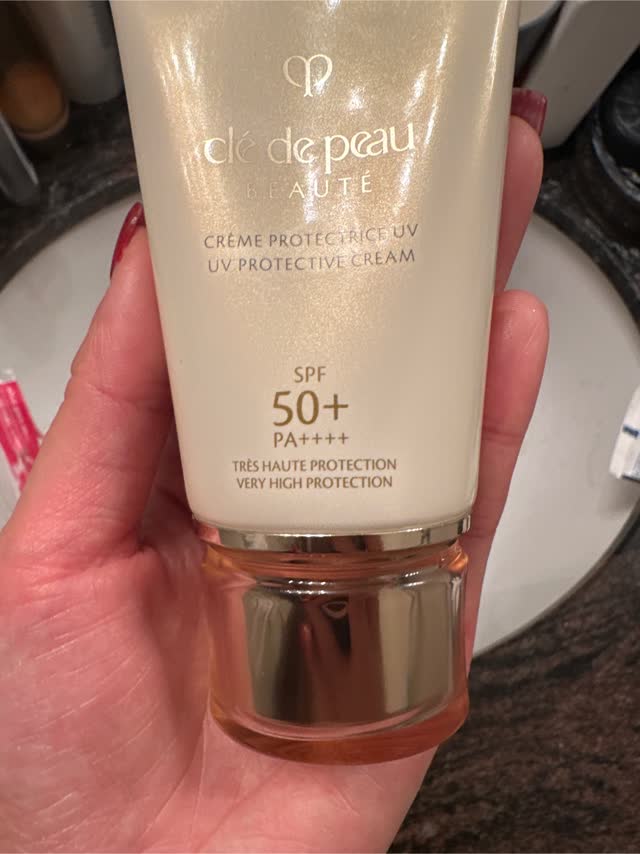 clé de peau
BEAUTÉ
CRÈME PROTECTRICE UV
UV PROTECTIVE CREAM
SPF
50+
PA++++
TRÈS HAUTE PROTECTION
VERY HIGH PROTECTION